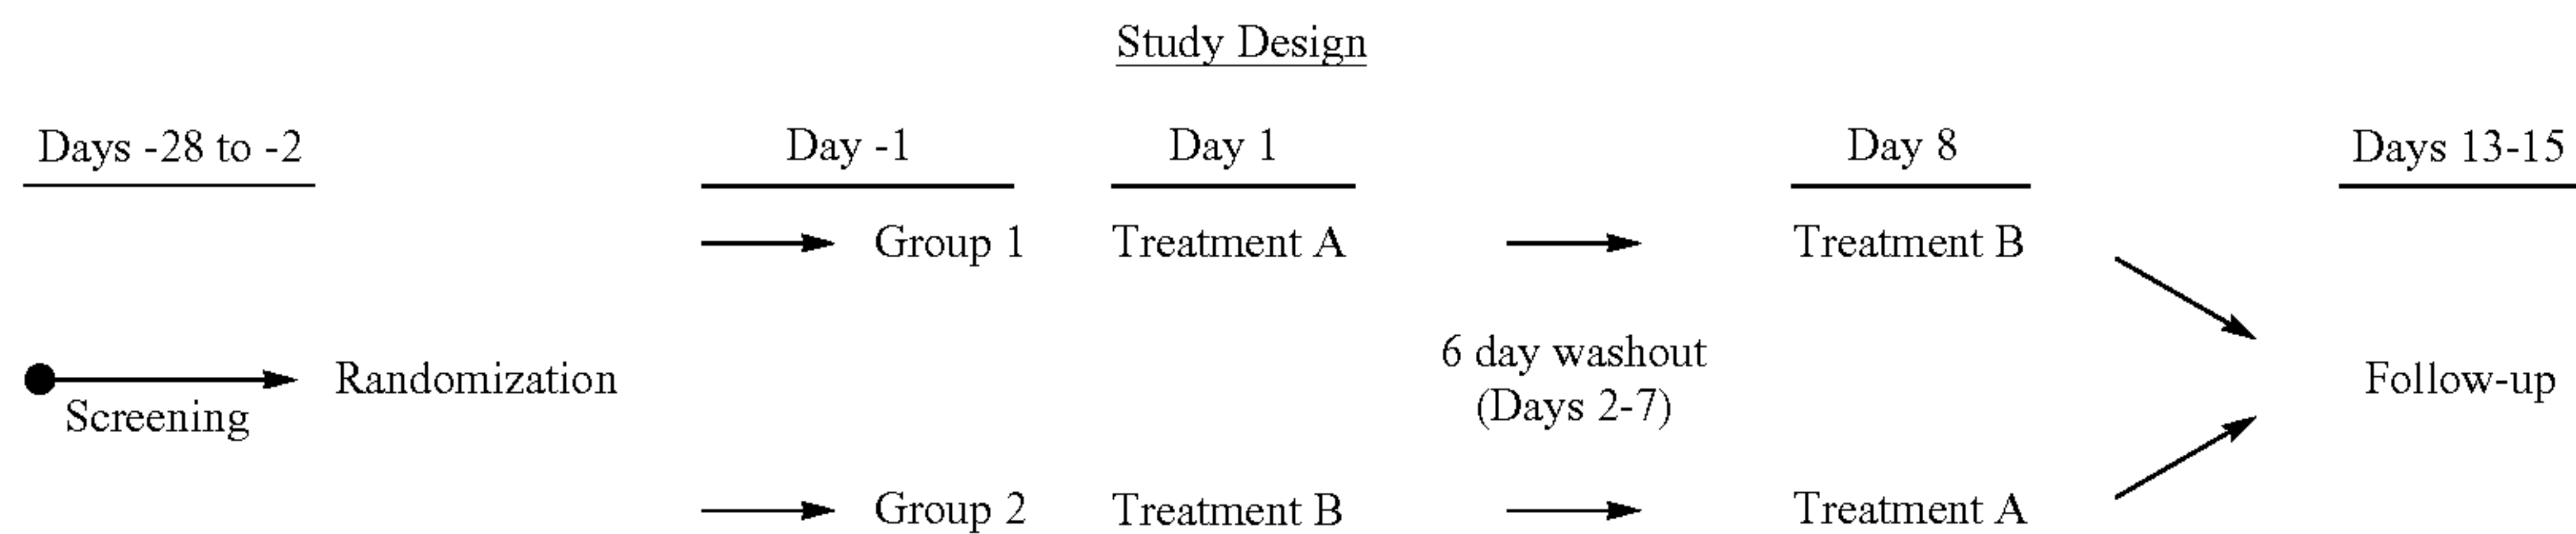 Study Design
Days -28 to -2
Day -1
Day 1
Day 8
Days 13-15
Group 1
Treatment A
Treatment B
Screening
Randomization
6 day washout
(Days 2-7)
Follow-up
Group 2
Treatment B
Treatment A